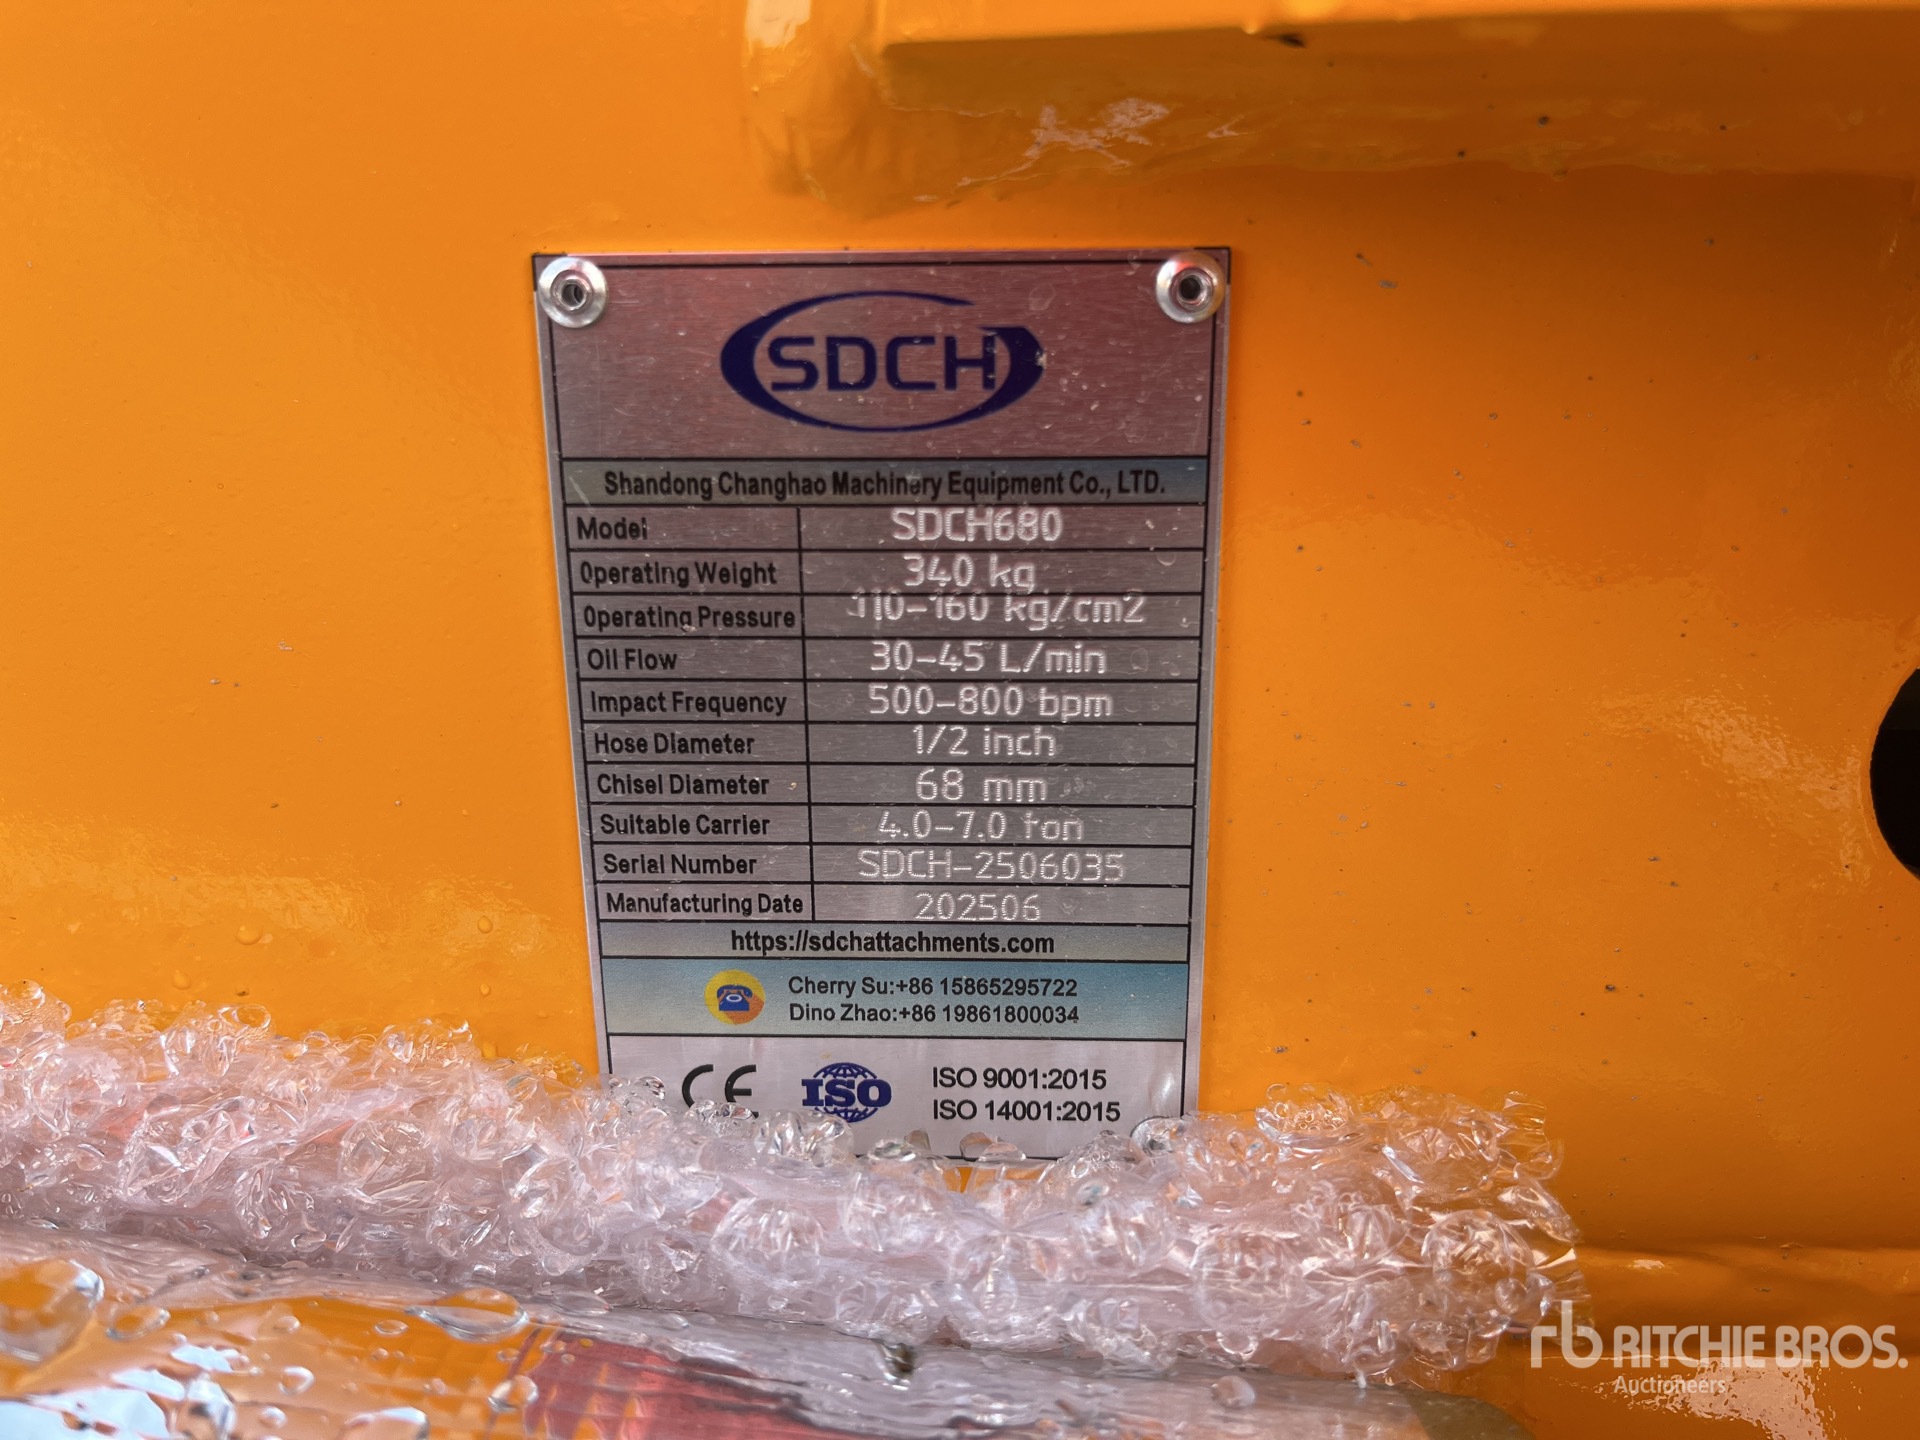 SDCH
Shandong Changhao Machinery Equipment Co., LTD.
Model SDCH680
Operating Weight 340 kg
Operating Pressure 110-160 kg/cm2
Oil Flow 30-45 L/min
Impact Frequency 500-800 bpm
Hose Diameter 1/2 inch
Chisel Diameter 68 mm
Suitable Carrier 4.0-7.0 ton
Serial Number SDCH-2506035
Manufacturing Date 202506
https://sdchattachments.com
Cherry Su:+86 15865295722
Dino Zhao:+86 19861800034
CE ISO ISO 9001:2015
ISO 14001:2015
rb RITCHIE BROS.
Auctioneers